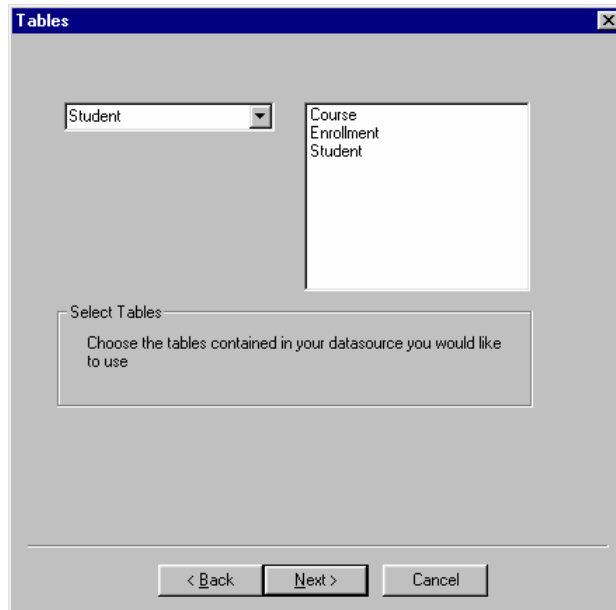 Tables
Student
Course
Enrollment
Student
Select Tables
Choose the tables contained in your datasource you would like
to use
< Back
Next >
Cancel